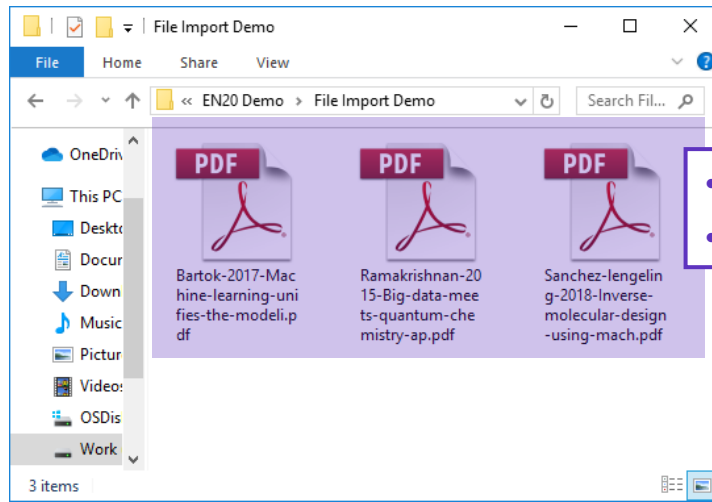 File Import Demo
File Home Share View
« EN20 Demo › File Import Demo
Search Fil...
OneDriv
This PC
Deskto
Docur
Down
Music
Pictur
Video:
OSDis
Work
PDF PDF PDF
Bartok-2017-Mac
hine-learning-uni
fies-the-modeli.p
df
Ramakrishnan-20
15-Big-data-mee
ts-quantum-che
mistry-ap.pdf
Sanchez-lengelin
g-2018-Inverse-
molecular-design
-using-mach.pdf
3 items